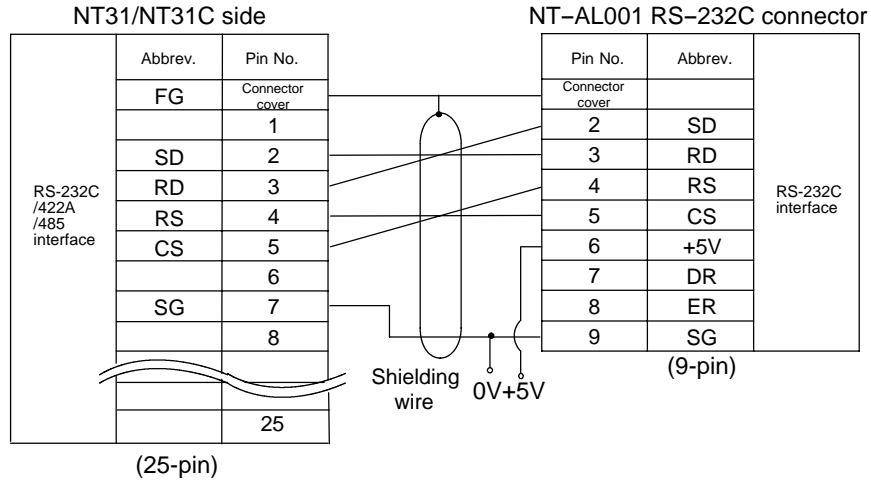 NT31/NT31C side
NT−AL001 RS−232C connector
Abbrev. Pin No.
FG Connector cover
1
SD 2
RD 3
RS 4
CS 5
6
SG 7
8
25
RS-232C
/422A
/485
interface
(25-pin)
Shielding
wire
0V+5V
Pin No. Abbrev.
Connector
cover
2 SD
3 RD
4 RS
5 CS
6 +5V
7 DR
8 ER
9 SG
RS-232C
interface
(9-pin)